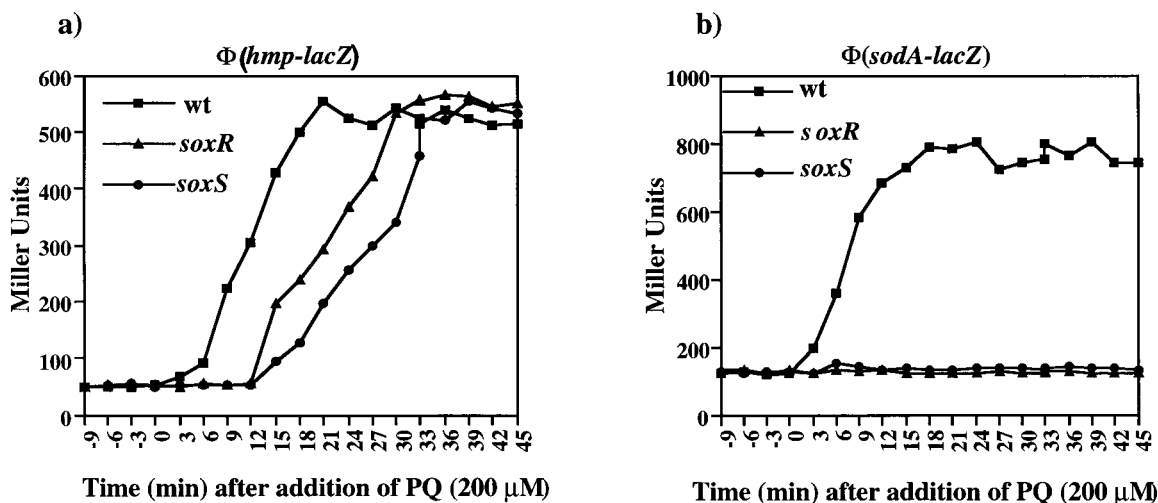 a)
Φ(hmp-lacZ)
Miller Units
600
500
400
300
200
100
0
wt
soxR
soxS
-9 -6 -3 0 3 6 9 12 15 18 21 24 27 30 33 36 39 42 45
Time (min) after addition of PQ (200 μM)
b)
Φ(sodA-lacZ)
Miller Units
1000
800
600
400
200
0
wt
s oxR
soxS
-9 -6 -3 0 3 6 9 12 15 18 21 24 27 30 33 36 39 42 45
Time (min) after addition of PQ (200 μM)